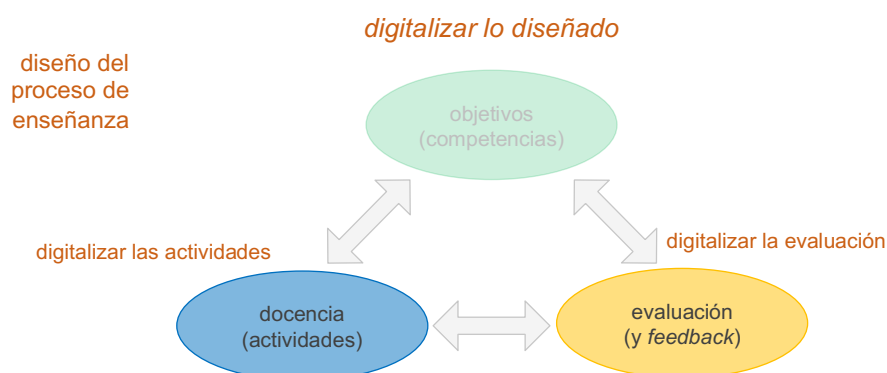 digitalizar lo diseñado
diseño del
proceso de
enseñanza
objetivos
(competencias)
digitalizar las actividades
digitalizar la evaluación
docencia
(actividades)
evaluación
(y feedback)